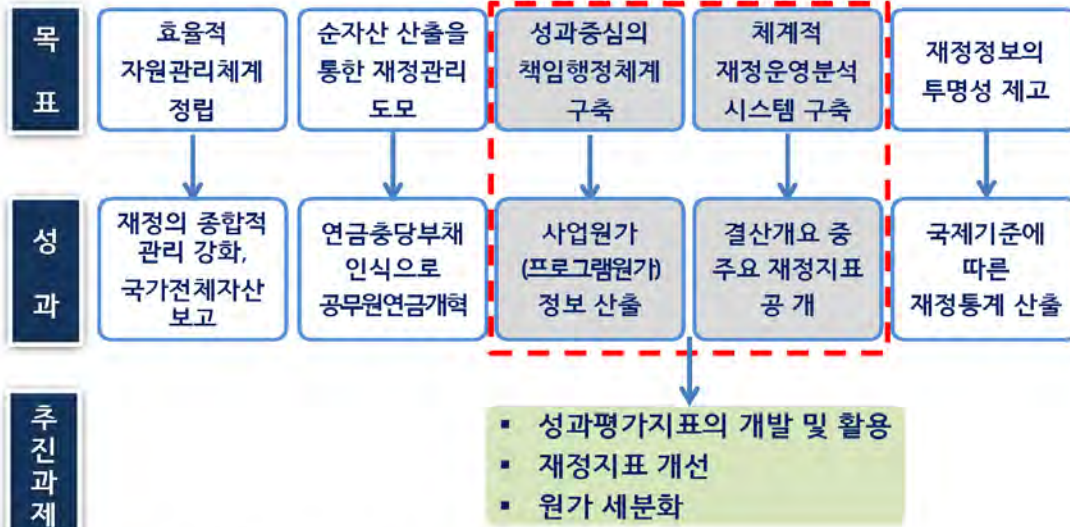 목
표
효율적
자원관리체계
정립
순자산 산출을
통한 재정관리
도모
성과중심의
책임행정체계
구축
체계적
재정운영분석
시스템 구축
재정정보의
투명성 제고
성
과
재정의 종합적
관리 강화,
국가전체자산
보고
연금충당부채
인식으로
공무원연금개혁
사업원가
(프로그램원가)
정보 산출
결산개요 중
주요 재정지표
공 개
국제기준에
따른
재정통계 산출
추
진
과
제
▪ 성과평가지표의 개발 및 활용
▪ 재정지표 개선
▪ 원가 세분화